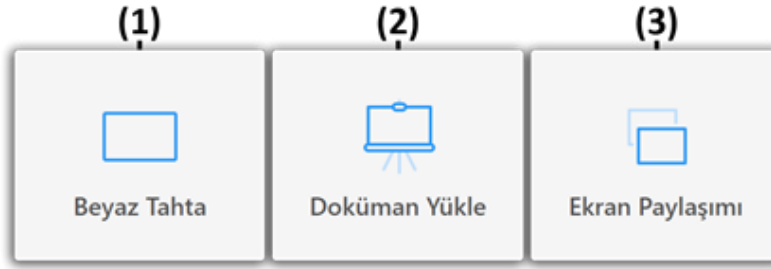 (1) (2) (3)
Beyaz Tahta Doküman Yükle Ekran Paylaşımı